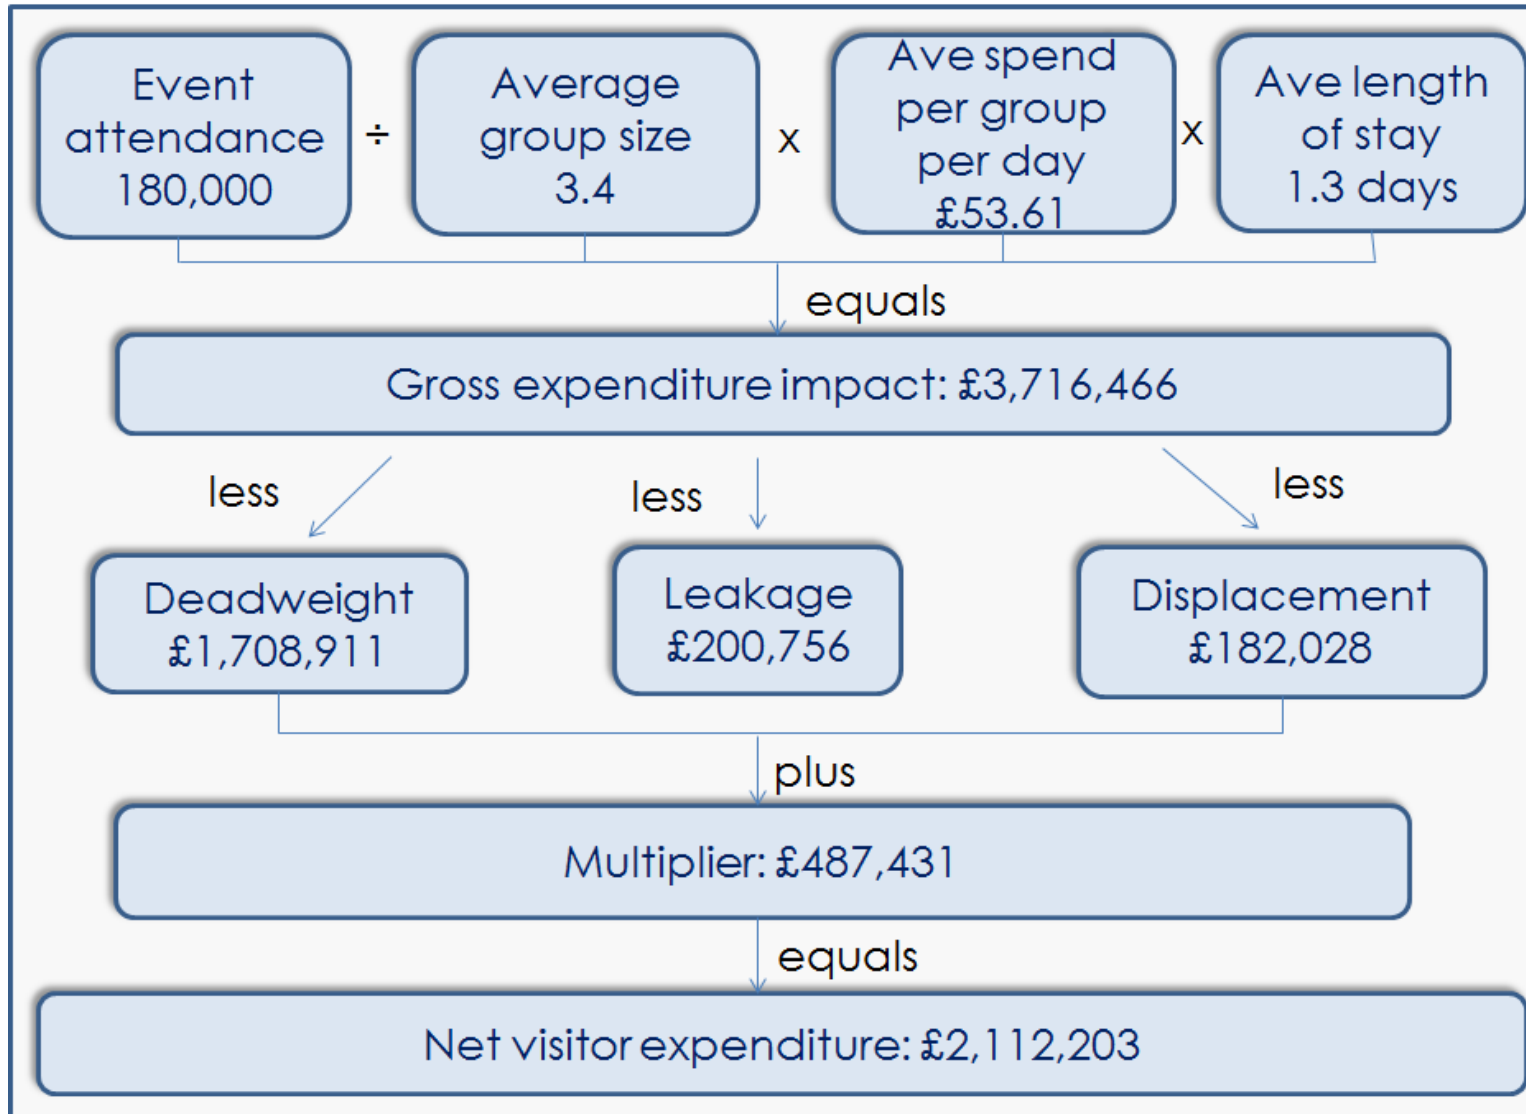 Event
attendance
180,000
÷
Average
group size
3.4
x
Ave spend
per group
per day
£53.61
x
Ave length
of stay
1.3 days
equals
Gross expenditure impact: £3,716,466
less
less
less
Deadweight
£1,708,911
Leakage
£200,756
Displacement
£182,028
plus
Multiplier: £487,431
equals
Net visitor expenditure: £2,112,203